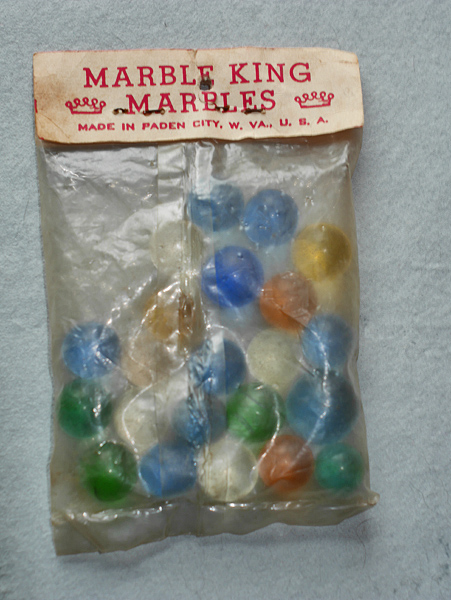 MARBLE KING
MARBLES
MADE IN PADEN CITY, W. VA., U. S. A.